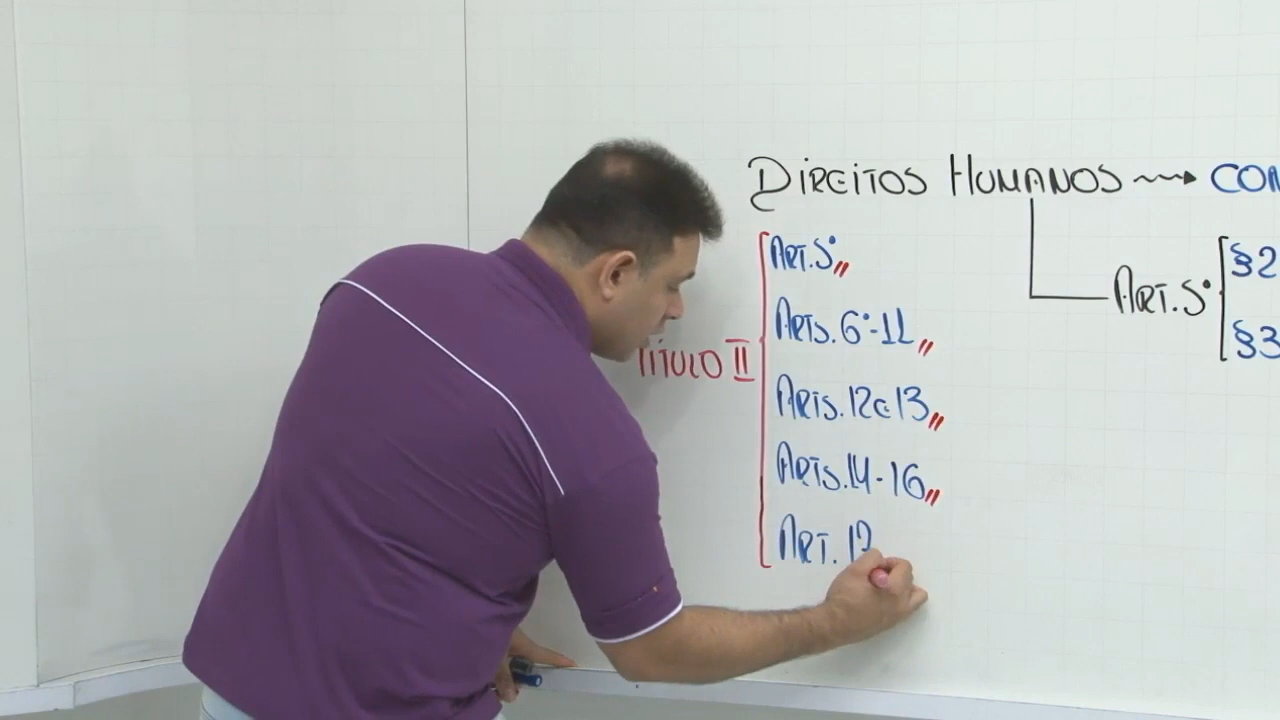 DIREITOS HUMANOS → CON
ART. 5º
§2
§3
TÍTULO II
ART. 5º
ARTS. 6º-11
ARTS. 12 e 13
ARTS. 14-16
ART.